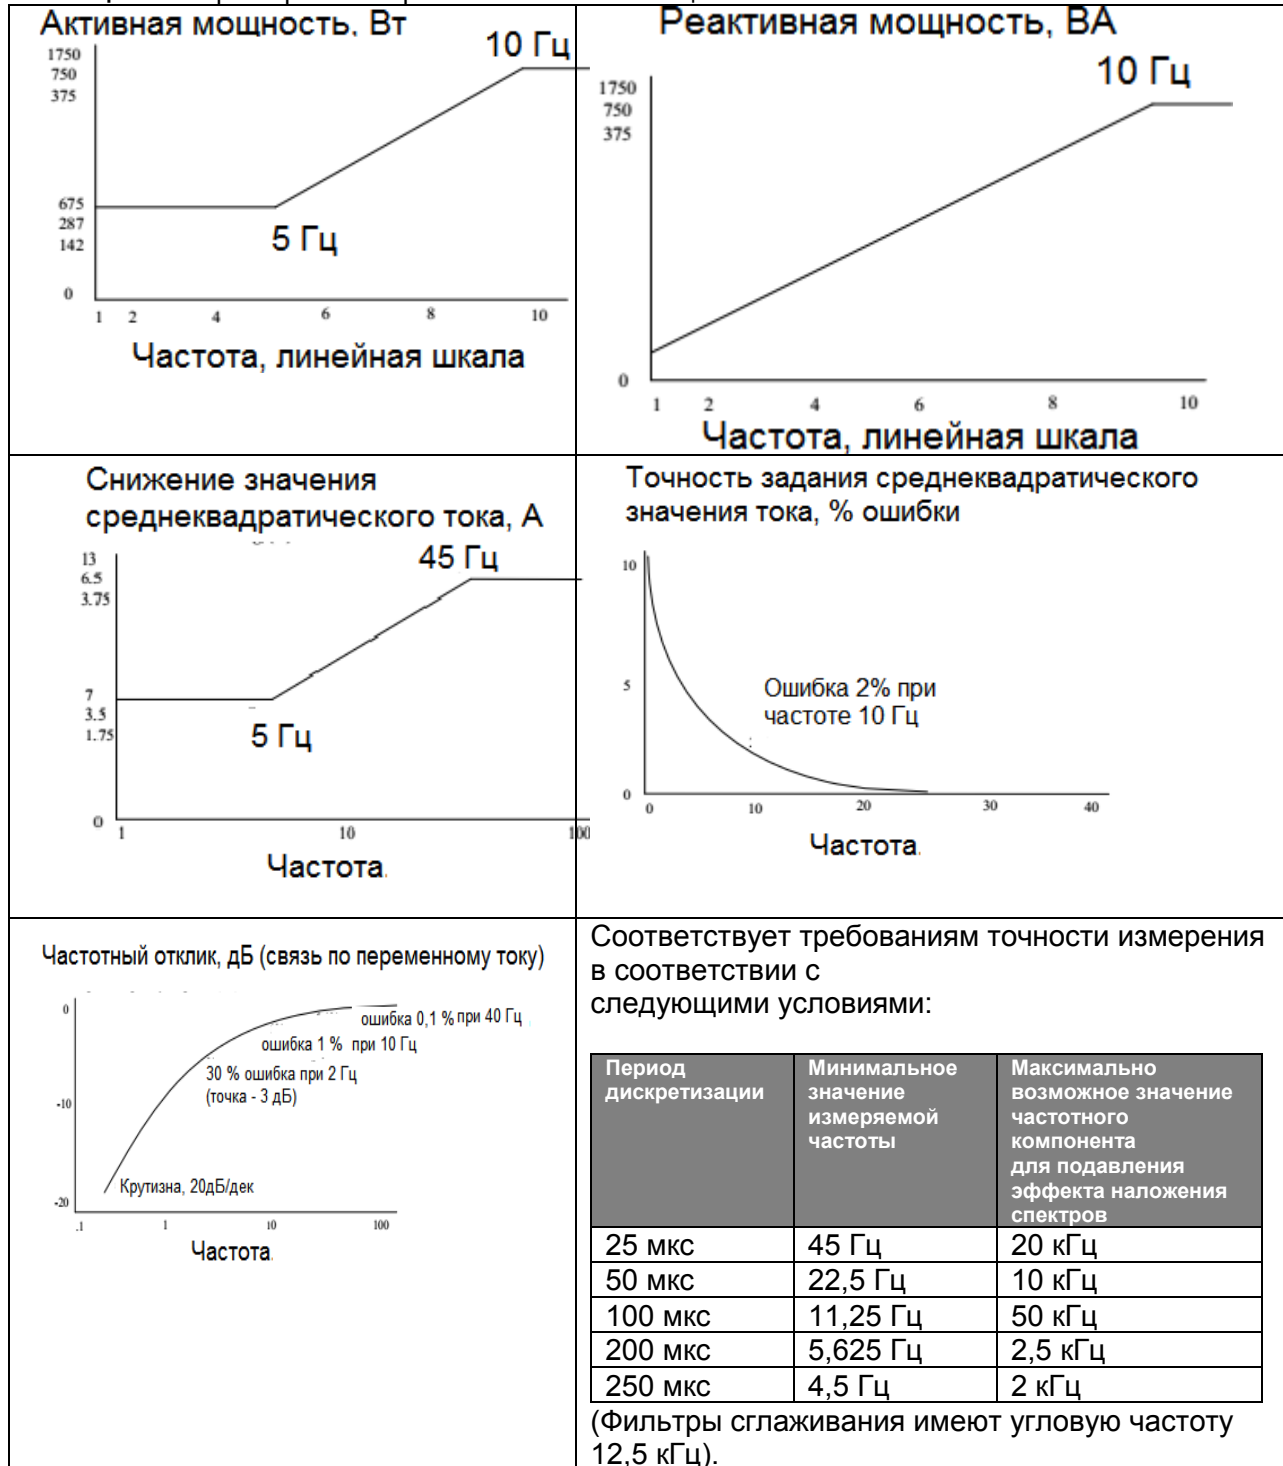 Активная мощность, Вт
10 Гц
1750
750
375
675
287
142
0
5 Гц
1 2 4 6 8 10
Частота, линейная шкала
Реактивная мощность, ВА
10 Гц
1750
750
375
0
1 2 4 6 8 10
Частота, линейная шкала
Снижение значения
среднеквадратического тока, А
45 Гц
13
6.5
3.75
7
3.5
1.75
5 Гц
0
1 10 100
Частота.
Точность задания среднеквадратического
значения тока, % ошибки
10
5
Ошибка 2% при
частоте 10 Гц
0
0 10 20 30 40
Частота.
Частотный отклик, дБ (связь по переменному току)
0
ошибка 0,1 % при 40 Гц
ошибка 1 % при 10 Гц
30 % ошибка при 2 Гц
(точка - 3 дБ)
-10
Крутизна, 20дБ/дек
-20
.1 1 10 100
Частота.
Соответствует требованиям точности измерения
в соответствии с
следующими условиями:
Период
дискретизации
Минимальное
значение
измеряемой
частоты
Максимально
возможное значение
частотного
компонента
для подавления
эффекта наложения
спектров
25 мкс 45 Гц 20 кГц
50 мкс 22,5 Гц 10 кГц
100 мкс 11,25 Гц 50 кГц
200 мкс 5,625 Гц 2,5 кГц
250 мкс 4,5 Гц 2 кГц
(Фильтры сглаживания имеют угловую частоту
12,5 кГц).